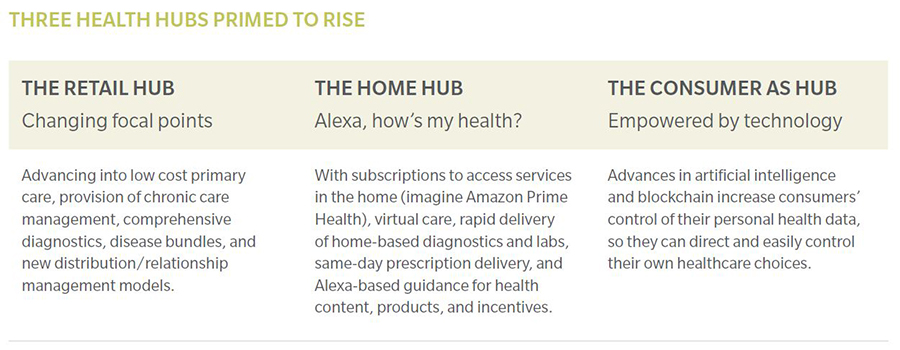 THREE HEALTH HUBS PRIMED TO RISE
THE RETAIL HUB
Changing focal points
Advancing into low cost primary
care, provision of chronic care
management, comprehensive
diagnostics, disease bundles, and
new distribution/relationship
management models.
THE HOME HUB
Alexa, how's my health?
With subscriptions to access services
in the home (imagine Amazon Prime
Health), virtual care, rapid delivery
of home-based diagnostics and labs,
same-day prescription delivery, and
Alexa-based guidance for health
content, products, and incentives.
THE CONSUMER AS HUB
Empowered by technology
Advances in artificial intelligence
and blockchain increase consumers'
control of their personal health data,
so they can direct and easily control
their own healthcare choices.